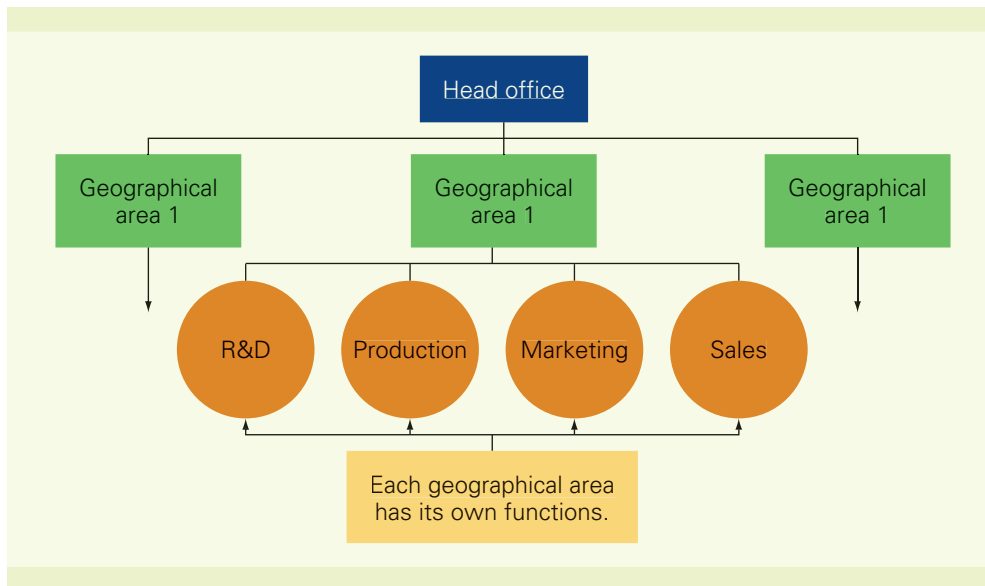 Head office
Geographical
area 1
Geographical
area 1
Geographical
area 1
R&D
Production
Marketing
Sales
Each geographical area
has its own functions.